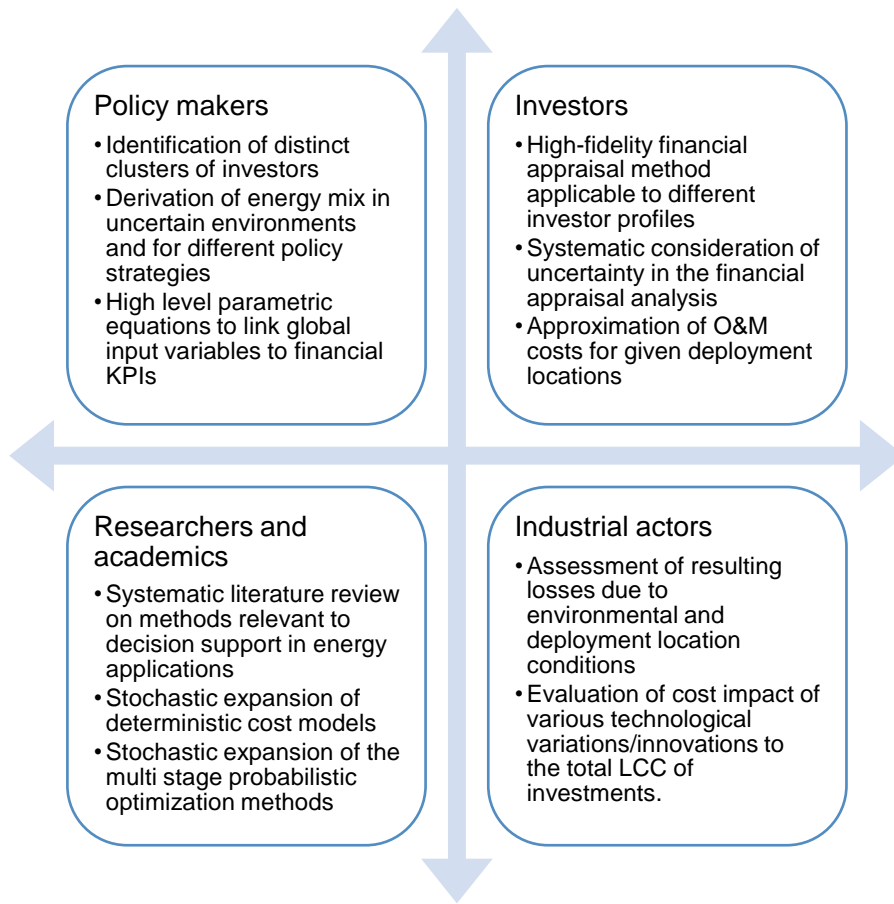 Policy makers
• Identification of distinct
clusters of investors
• Derivation of energy mix in
uncertain environments
and for different policy
strategies
• High level parametric
equations to link global
input variables to financial
KPIs
Investors
• High-fidelity financial
appraisal method
applicable to different
investor profiles
• Systematic consideration of
uncertainty in the financial
appraisal analysis
• Approximation of O&M
costs for given deployment
locations
Researchers and
academics
• Systematic literature review
on methods relevant to
decision support in energy
applications
• Stochastic expansion of
deterministic cost models
• Stochastic expansion of the
multi stage probabilistic
optimization methods
Industrial actors
• Assessment of resulting
losses due to
environmental and
deployment location
conditions
• Evaluation of cost impact of
various technological
variations/innovations to
the total LCC of
investments.